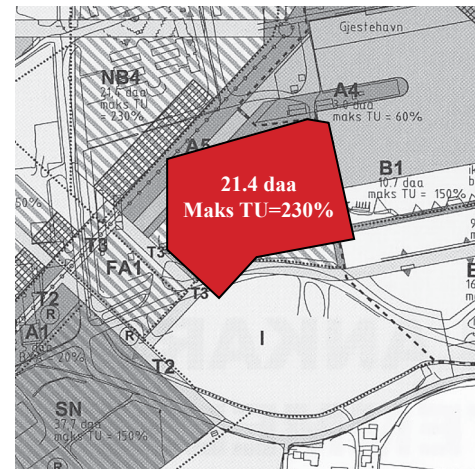 Gjestehavn
NB4
21.4 daa
maks TU
= 230%
A4
3.0 daa
maks TU = 60%
A5
B1
10.7 daa
maks TU = 150%
50%
21.4 daa
Maks TU=230%
T3
T3
FA1
T3
T2
R
A1
20%
R
T2
I
SN
37.7 daa
maks TU = 150%
R